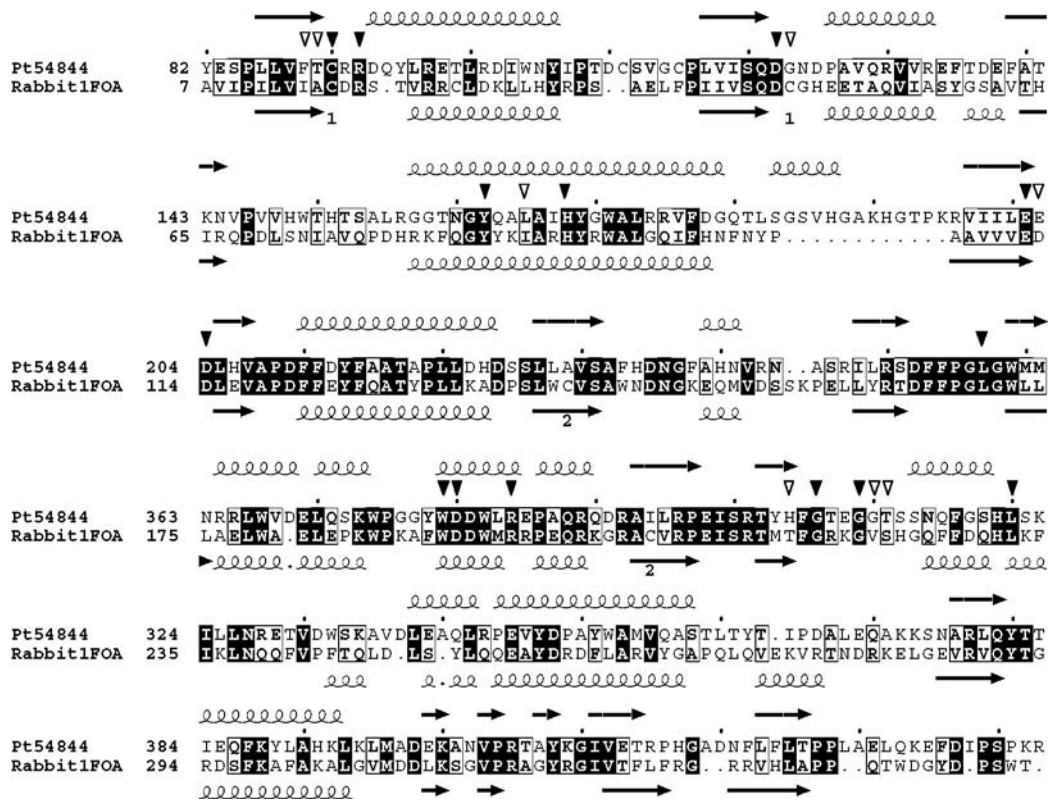 Pt54844 82 YESPLLVFTCRRDQYLRETLRDIWNYIPTDCSVGCPLVISQDGNDPAVQRVVREFTDEFAT
Rabbit1FOA 7 AVIPILVIACDRS.TVRRCLDKLLHYRPS..AELFPIIVSQDCGHEETAQVIASYGSAVTH
1 1
Pt54844 143 KNVPVVHWTHTSALRGGTNGYQALAIHYGWALRRVFDGQTLSGSVHGAKHGTPKRVIILEE
Rabbit1FOA 65 IRQPDLSNIAVQPDHRKFQGYYKIARHYRWALGQIFHNFNYP............AAVVVED
Pt54844 204 DLHVAPDFFDYFAATAPLLDHDSSLLAVSAFHDNGFAHNVRN..ASRILRSDFFPGLGWMM
Rabbit1FOA 114 DLEVAPDFFEYFQATYPLLKADPSLWCVSAWNDNGKEQMVDSSKPELLYRTDFFPGLGWLL
2
Pt54844 363 NRRLWVDELQSKWPGGYWDDWLREPAQRQDRAILRPEISRTYHFGTEGGTSSNQFGSHLSK
Rabbit1FOA 175 LAELWA.ELEPKWPKAFWDDWMRRPEQRKGRACVRPEISRTMTFGRKGVSHGQFFDQHLKF
2
Pt54844 324 ILLNRETVDWSKAVDLEAQLRPEVYDPAYWAMVQASTLTYT.IPDALEQAKKSNARLQYTT
Rabbit1FOA 235 IKLNQQFVPFTQLD.LS.YLQQEAYDRDFLARVYGAPQLQVEKVRTNDRKELGEVRVQYTG
Pt54844 384 IEQFKYLAHKLKLMADEKANVPRTAYKGIVETRPHGADNFLFLTPPLAELQKEFDIPSPKR
Rabbit1FOA 294 RDSFKAFAKALGVMDDLKSGVPRAGYRGIVTFLFRG..RRVHLAPP..QTWDGYD.PSWT.